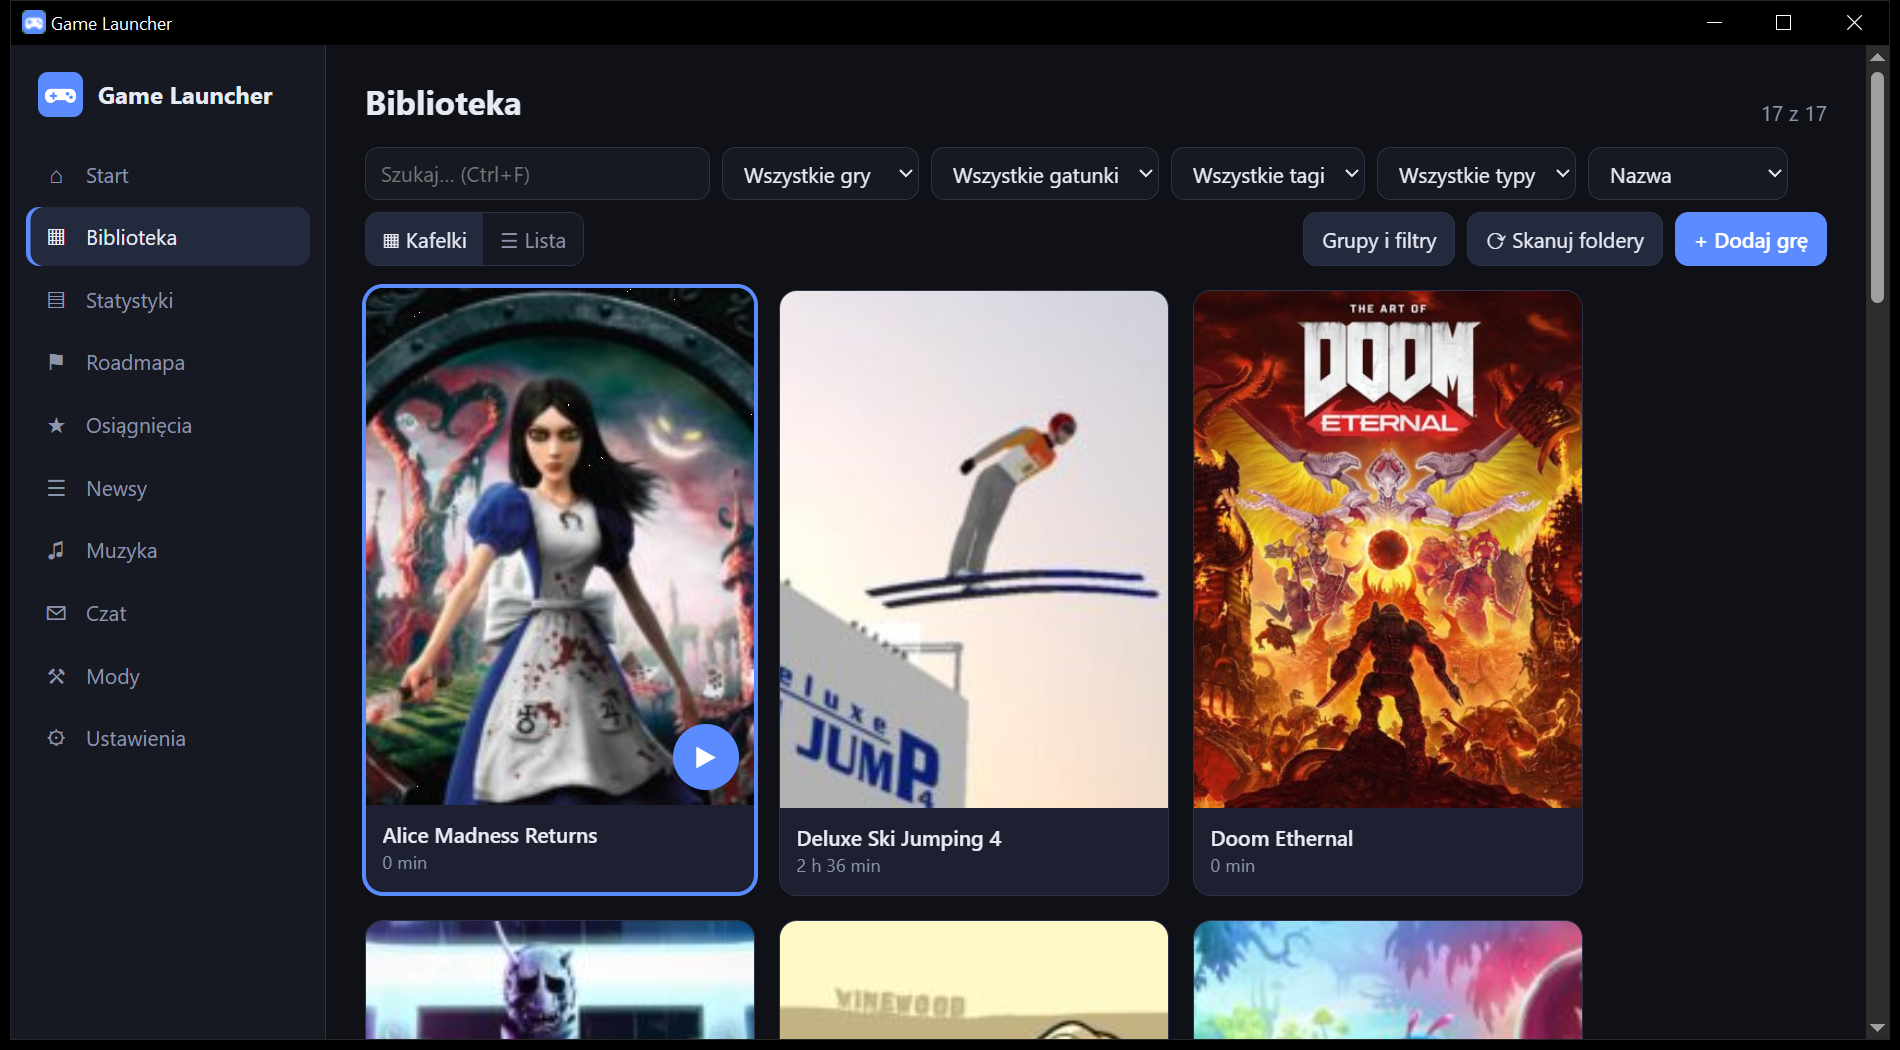 Game Launcher
Game Launcher
Start
Biblioteka
Statystyki
Roadmapa
Osiągnięcia
Newsy
Muzyka
Czat
Mody
Ustawienia
Biblioteka
17 z 17
Szukaj... (Ctrl+F)
Wszystkie gry
Wszystkie gatunki
Wszystkie tagi
Wszystkie typy
Nazwa
Kafelki
Lista
Grupy i filtry
Skanuj foldery
+ Dodaj grę
eluxe
JUMP
4
THE ART OF
DOOM
ETERNAL
Alice Madness Returns
0 min
Deluxe Ski Jumping 4
2 h 36 min
Doom Ethernal
0 min
VINEWOOD